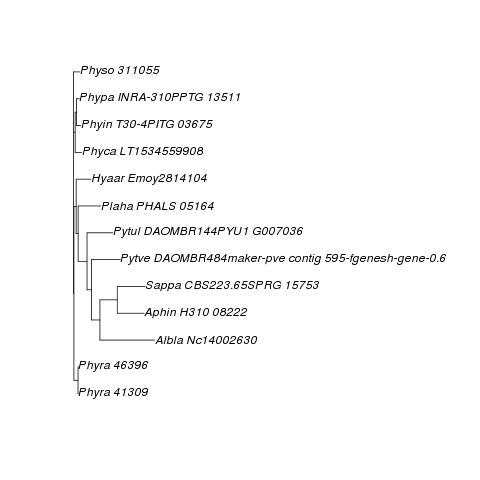 Physo 311055
Phypa INRA-310PPTG 13511
Phyin T30-4PITG 03675
Phyca LT1534559908
Hyaar Emoy2814104
Plaha PHALS 05164
Pytul DAOMBR144PYU1 G007036
Pytve DAOMBR484maker-pve contig 595-fgenesh-gene-0.6
Sappa CBS223.65SPRG 15753
Aphin H310 08222
Albla Nc14002630
Phyra 46396
Phyra 41309